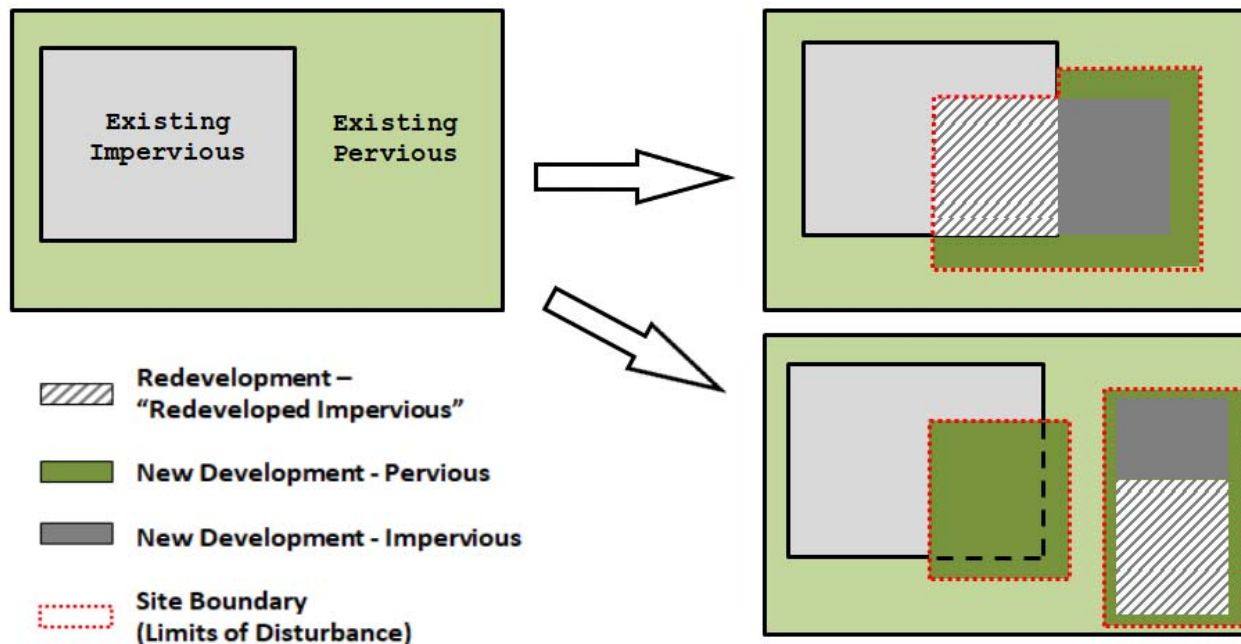 Existing
Impervious
Existing
Pervious
Redevelopment –
“Redeveloped Impervious”
New Development - Pervious
New Development - Impervious
Site Boundary
(Limits of Disturbance)